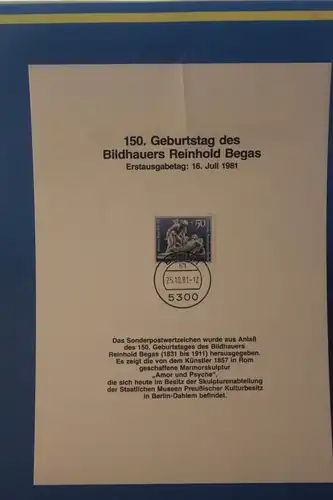 150. Geburtstag des
Bildhauers Reinhold Begas
Erstausgabetag: 16. Juli 1981
50
5300
Das Sonderpostwertzeichen wurde aus Anlaß
des 150. Geburtstages des Bildhauers
Reinhold Begas (1831 bis 1911) herausgegeben.
Es zeigt die von dem Künstler 1857 in Rom
geschaffene Marmorskulptur
„Amor und Psyche",
die sich heute im Besitz der Skulpturenabteilung
der Staatlichen Museen Preußischer Kulturbesitz
in Berlin-Dahlem befindet.